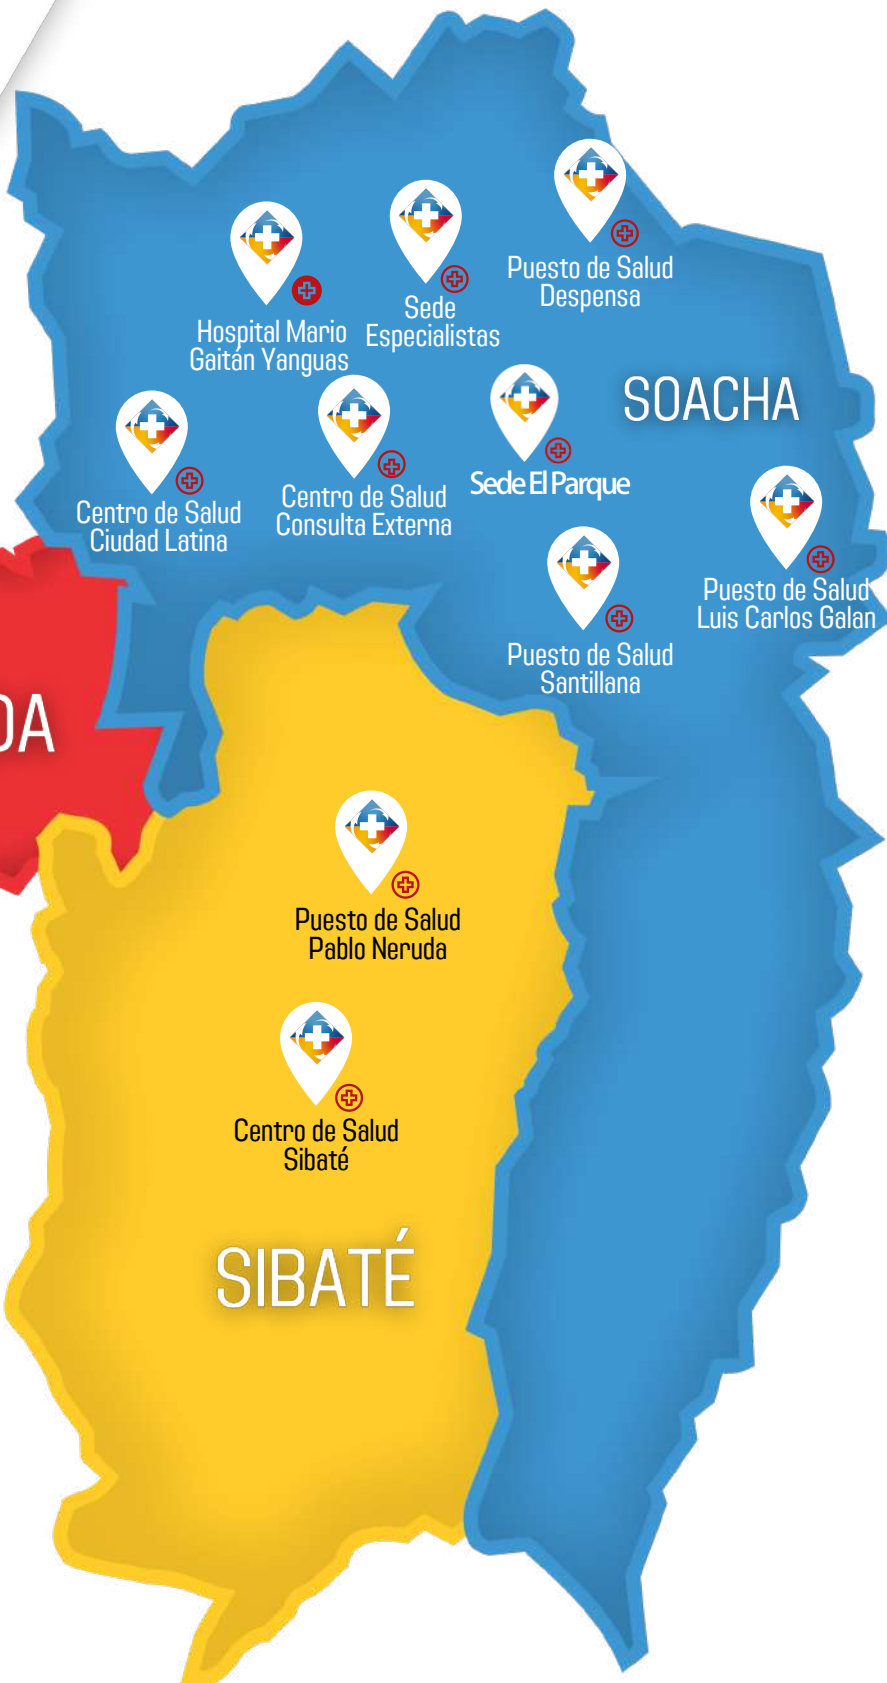 Puesto de Salud
Despensa
Sede
Especialistas
Hospital Mario
Gaitán Yanguas
SOACHA
Sede El Parque
Centro de Salud
Consulta Externa
Centro de Salud
Ciudad Latina
Puesto de Salud
Luis Carlos Galan
Puesto de Salud
Santillana
DA
Puesto de Salud
Pablo Neruda
Centro de Salud
Sibaté
SIBATÉ